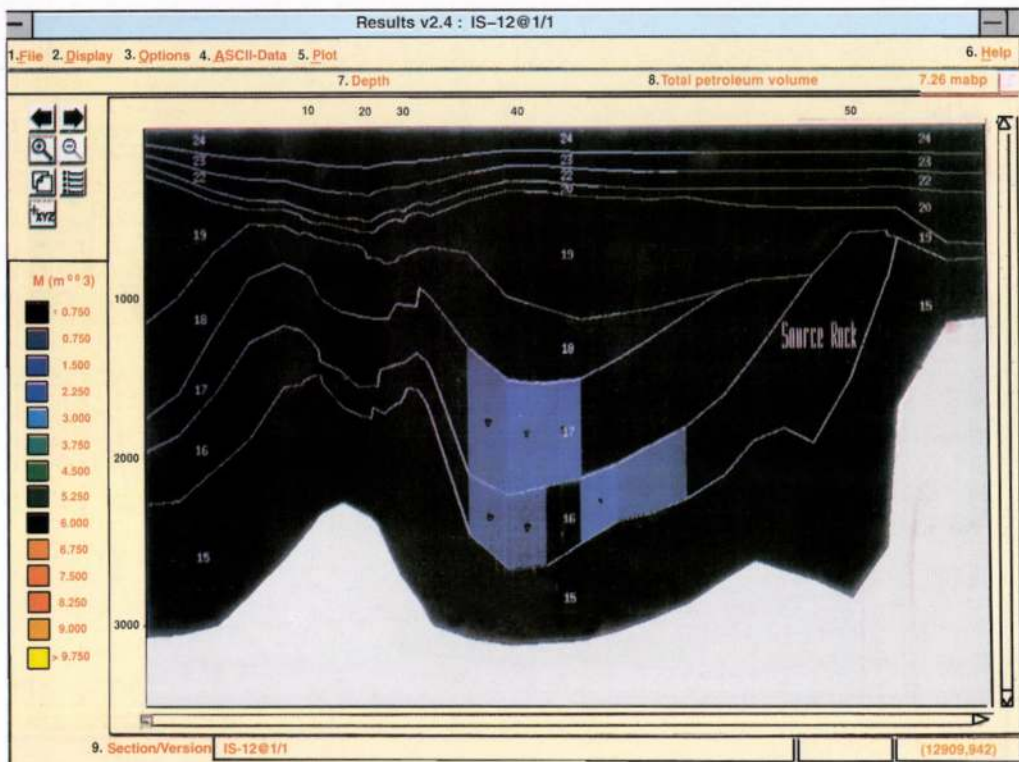 Results v2.4 : IS–12@1/1
1.File 2.Display 3.Options 4.ASCII-Data 5.Plot 6.Help
7.Depth 8.Total petroleum volume 7.26 mabp
10 20 30 40 50
24 24 24
23 23 23
22 22 22
20 20 20
19 19 19
18 18 15
17 17
16 16
15 15
Source Rock
1000
2000
3000
XYZ
M (m°°3)
< 0.750
0.750
1.500
2.250
3.000
3.750
4.500
5.250
6.000
6.750
7.500
8.250
9.000
> 9.750
9. Section/Version IS-12@1/1 (12909,942)